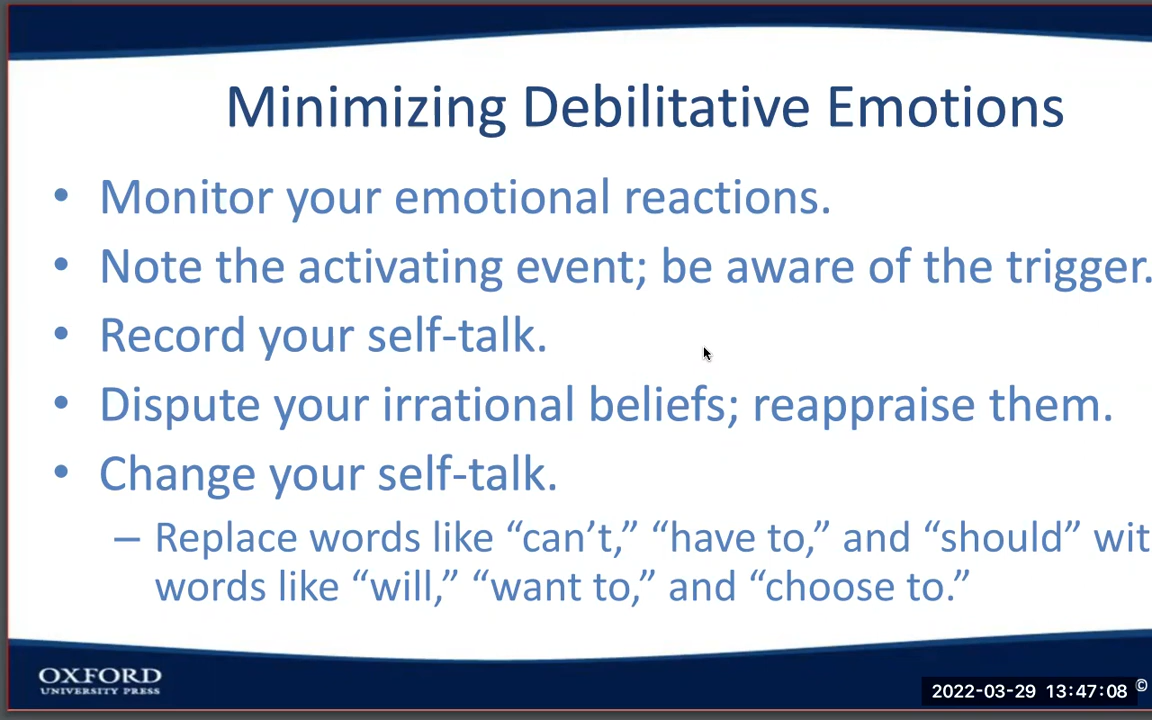 Minimizing Debilitative Emotions
• Monitor your emotional reactions.
• Note the activating event; be aware of the trigger.
• Record your self-talk.
• Dispute your irrational beliefs; reappraise them.
• Change your self-talk.
– Replace words like “can’t,” “have to,” and “should” wit
words like “will,” “want to,” and “choose to.”
OXFORD
UNIVERSITY PRESS
2022-03-29 13:47:08 ©